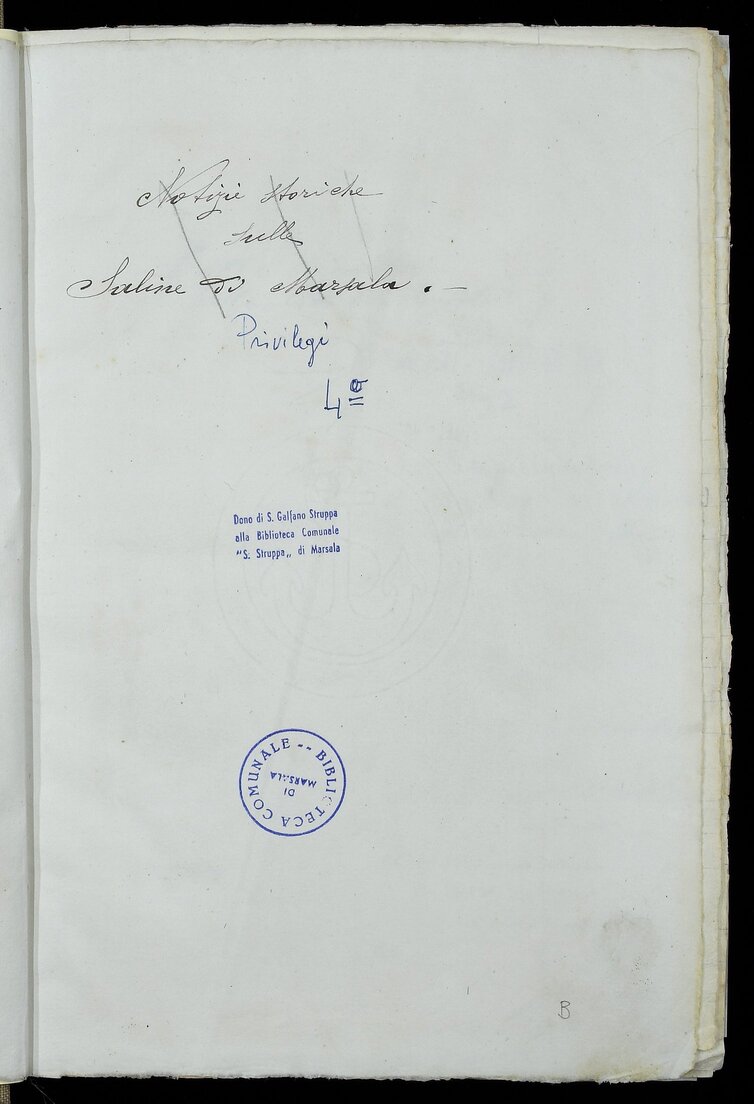 Notizie storiche
sulle
Saline di Marsala. —
Privilegi
4º
Dono di S. Galfano Struppa
alla Biblioteca Comunale
"S. Struppa„ di Marsala
BIBLIOTECA COMUNALE --
DI
MARSALA
B